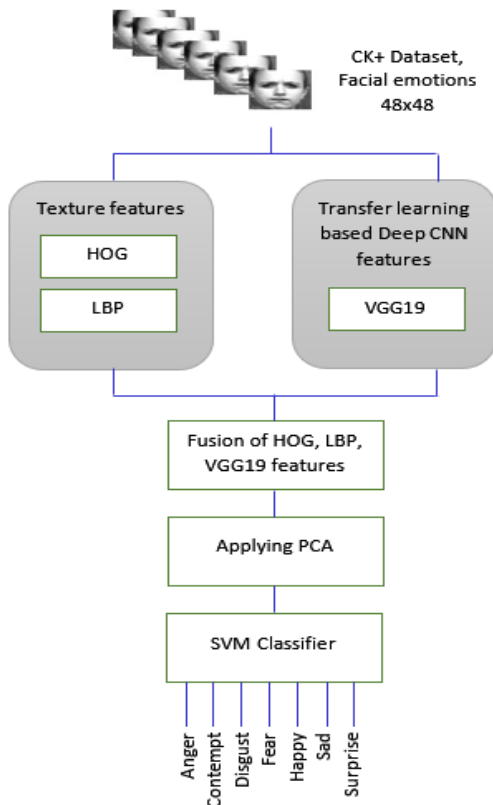 CK+ Dataset,
Facial emotions
48x48
Texture features
HOG
LBP
Transfer learning
based Deep CNN
features
VGG19
Fusion of HOG, LBP,
VGG19 features
Applying PCA
SVM Classifier
Anger
Contempt
Disgust
Fear
Happy
Sad
Surprise